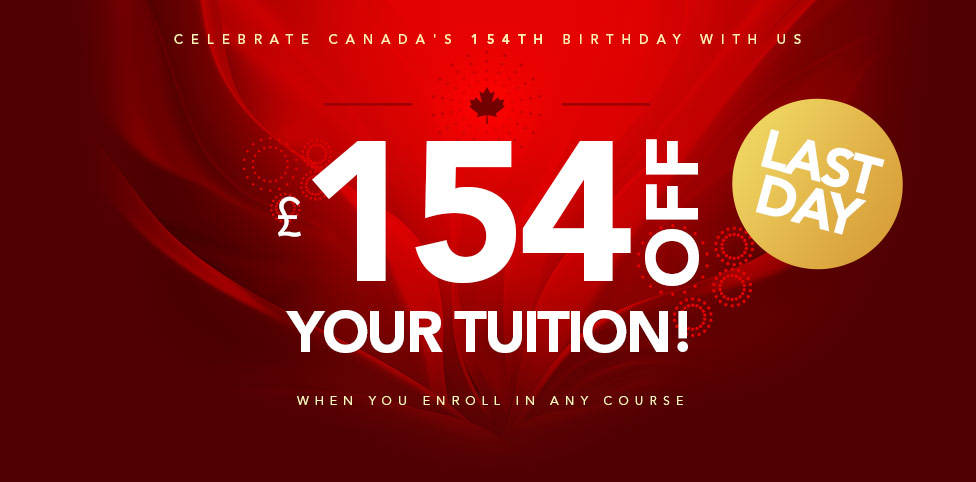 CELEBRATE CANADA'S 154TH BIRTHDAY WITH US
£154 OFF
LAST
DAY
YOUR TUITION!
WHEN YOU ENROLL IN ANY COURSE